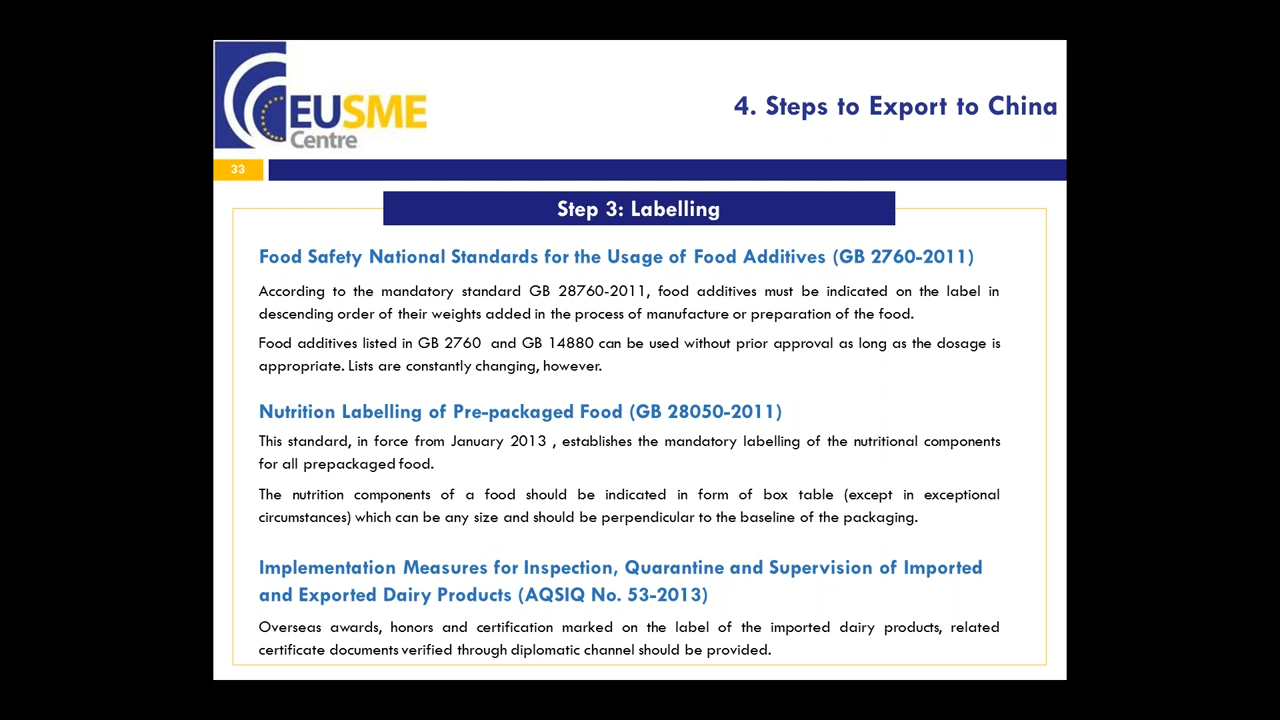 EUSME
Centre
4. Steps to Export to China
33
Step 3: Labelling
Food Safety National Standards for the Usage of Food Additives (GB 2760-2011)
According to the mandatory standard GB 28760-2011, food additives must be indicated on the label in
descending order of their weights added in the process of manufacture or preparation of the food.
Food additives listed in GB 2760 and GB 14880 can be used without prior approval as long as the dosage is
appropriate. Lists are constantly changing, however.
Nutrition Labelling of Pre-packaged Food (GB 28050-2011)
This standard, in force from January 2013 , establishes the mandatory labelling of the nutritional components
for all prepackaged food.
The nutrition components of a food should be indicated in form of box table (except in exceptional
circumstances) which can be any size and should be perpendicular to the baseline of the packaging.
Implementation Measures for Inspection, Quarantine and Supervision of Imported
and Exported Dairy Products (AQSIQ No. 53-2013)
Overseas awards, honors and certification marked on the label of the imported dairy products, related
certificate documents verified through diplomatic channel should be provided.